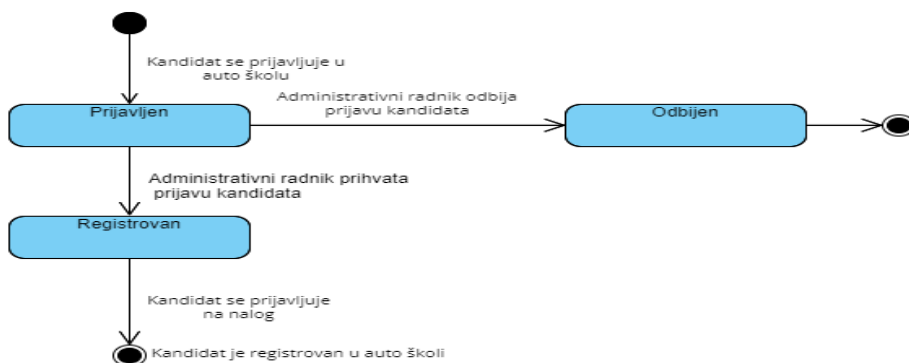 Kandidat se prijavljuje u
auto školu
Prijavljen
Administrativni radnik odbija
prijavu kandidata
Odbijen
Administrativni radnik prihvata
prijavu kandidata
Registrovan
Kandidat se prijavljuje
na nalog
Kandidat je registrovan u auto školi